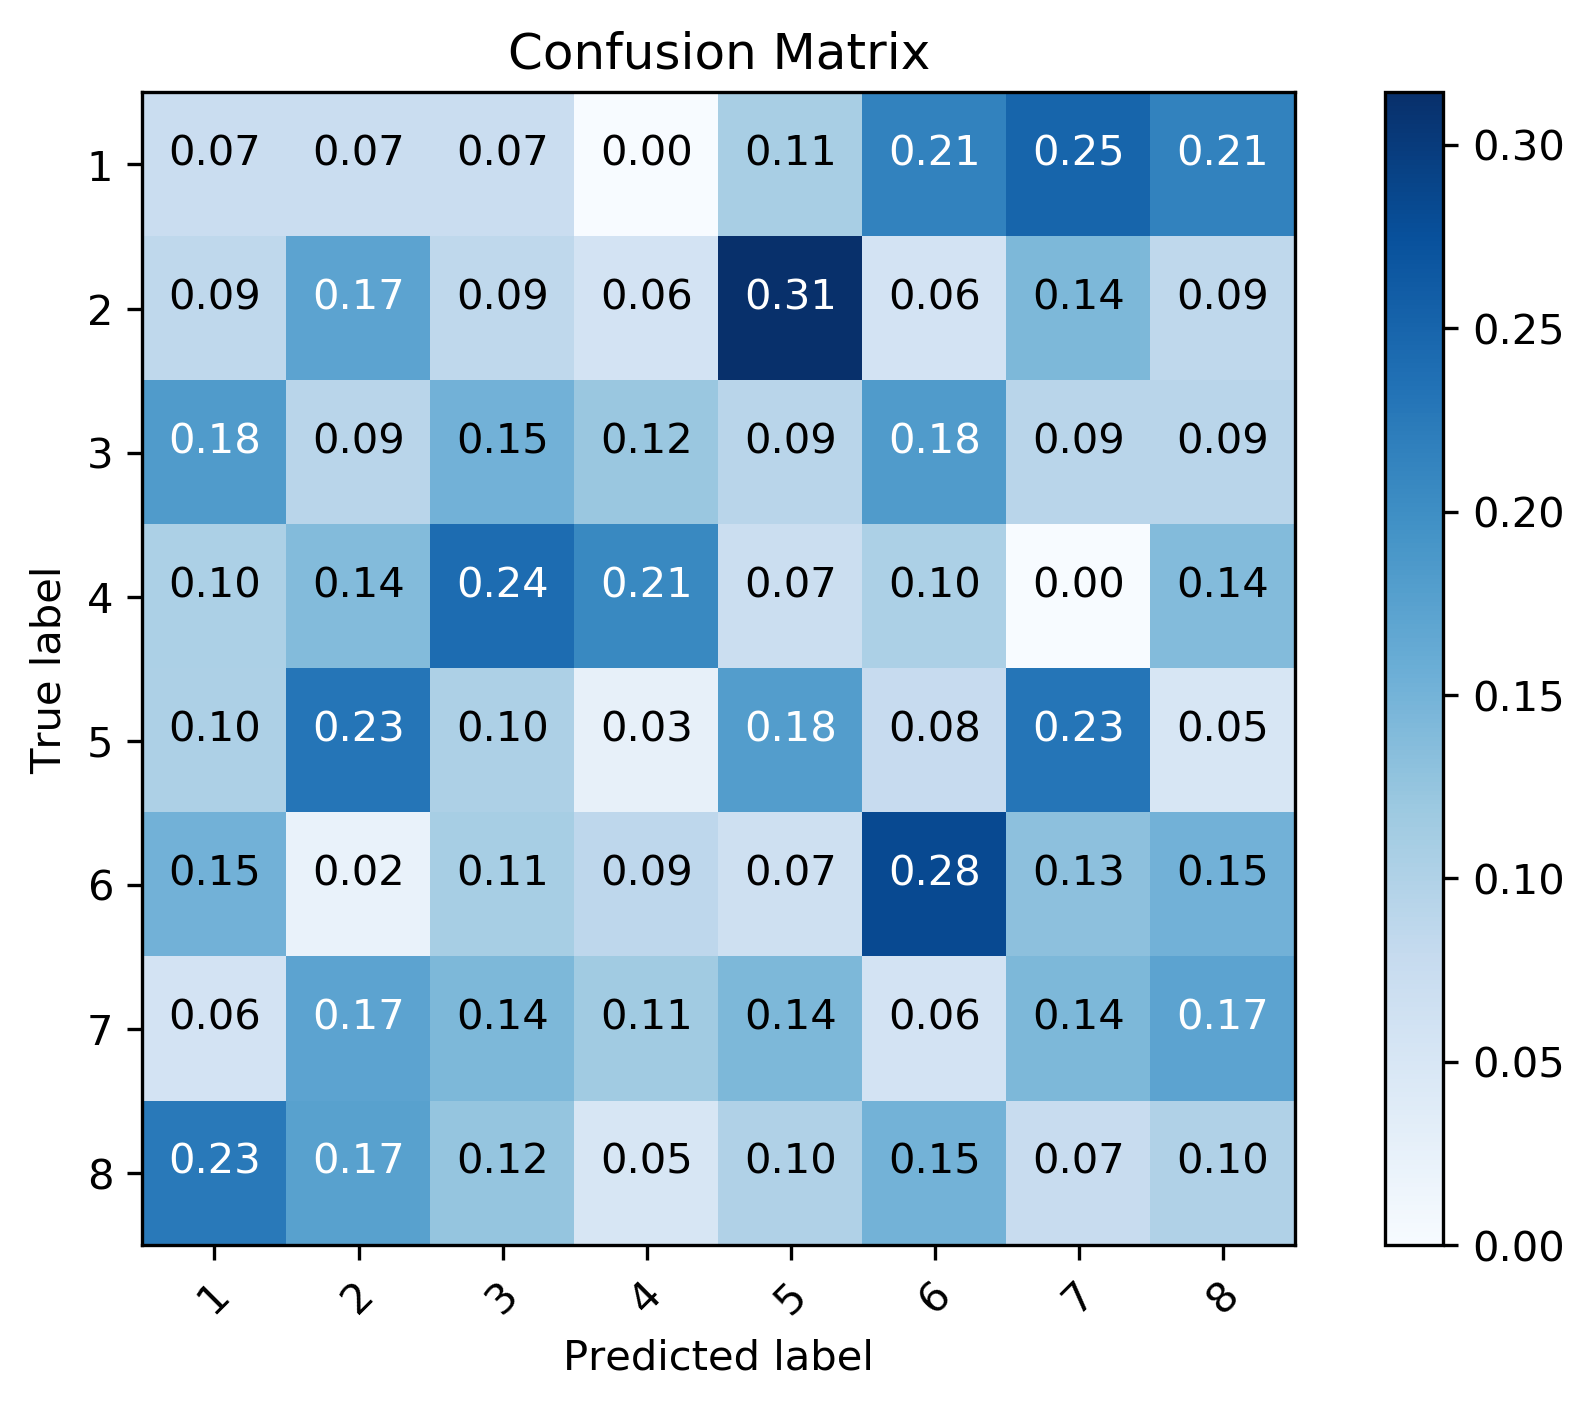 Confusion Matrix
1 0.07 0.07 0.07 0.00 0.11 0.21 0.25 0.21
2 0.09 0.17 0.09 0.06 0.31 0.06 0.14 0.09
3 0.18 0.09 0.15 0.12 0.09 0.18 0.09 0.09
4 0.10 0.14 0.24 0.21 0.07 0.10 0.00 0.14
5 0.10 0.23 0.10 0.03 0.18 0.08 0.23 0.05
6 0.15 0.02 0.11 0.09 0.07 0.28 0.13 0.15
7 0.06 0.17 0.14 0.11 0.14 0.06 0.14 0.17
8 0.23 0.17 0.12 0.05 0.10 0.15 0.07 0.10
1 2 3 4 5 6 7 8
Predicted label
True label
0.30
0.25
0.20
0.15
0.10
0.05
0.00